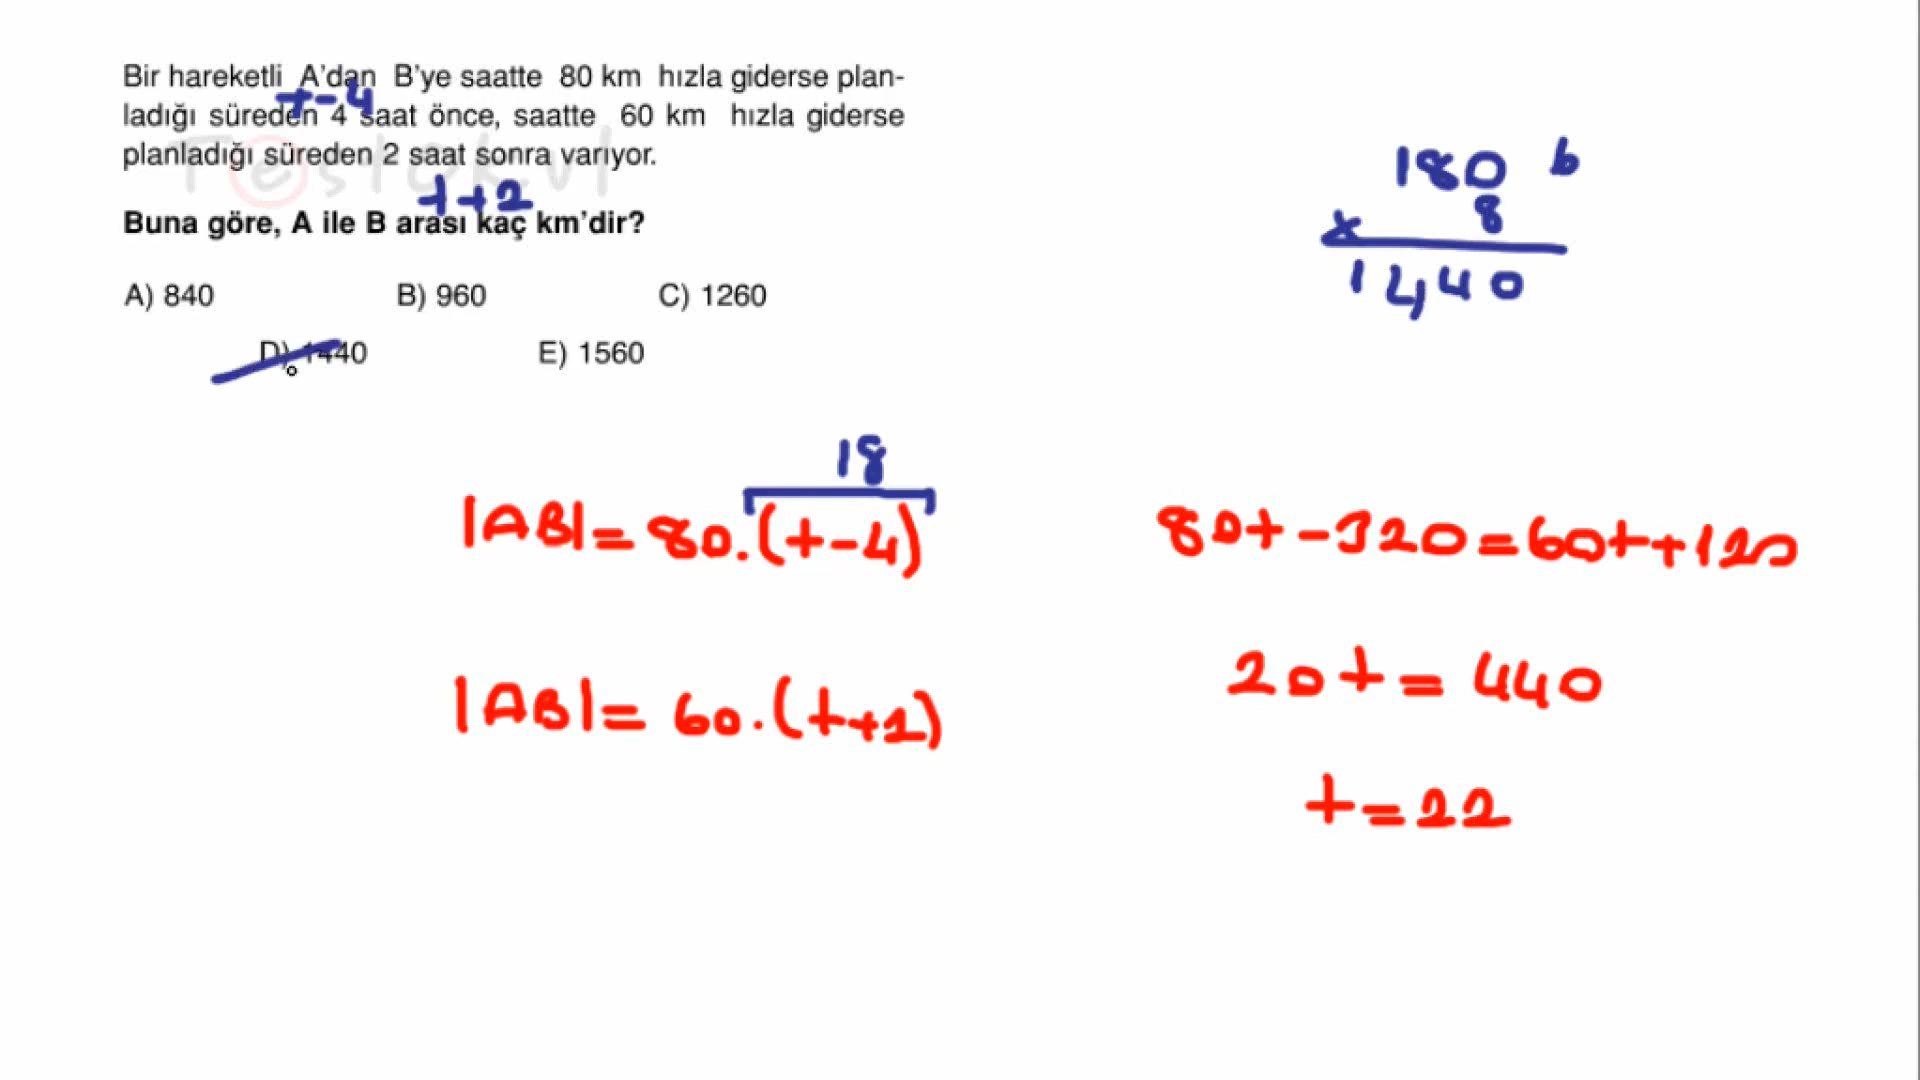 Bir hareketli A'dan B'ye saatte 80 km hızla giderse plan-
t-4
ladığı süreden 4 saat önce, saatte 60 km hızla giderse
planladığı süreden 2 saat sonra varıyor.
t+2
Buna göre, A ile B arası kaç km'dir?
A) 840 B) 960 C) 1260
D) 1440 E) 1560
180 6
x 8
1440
18
|AB| = 80.(t-4)
80t-320=60t+120
|AB| = 60.(t+2)
20t = 440
t=22
Testokul